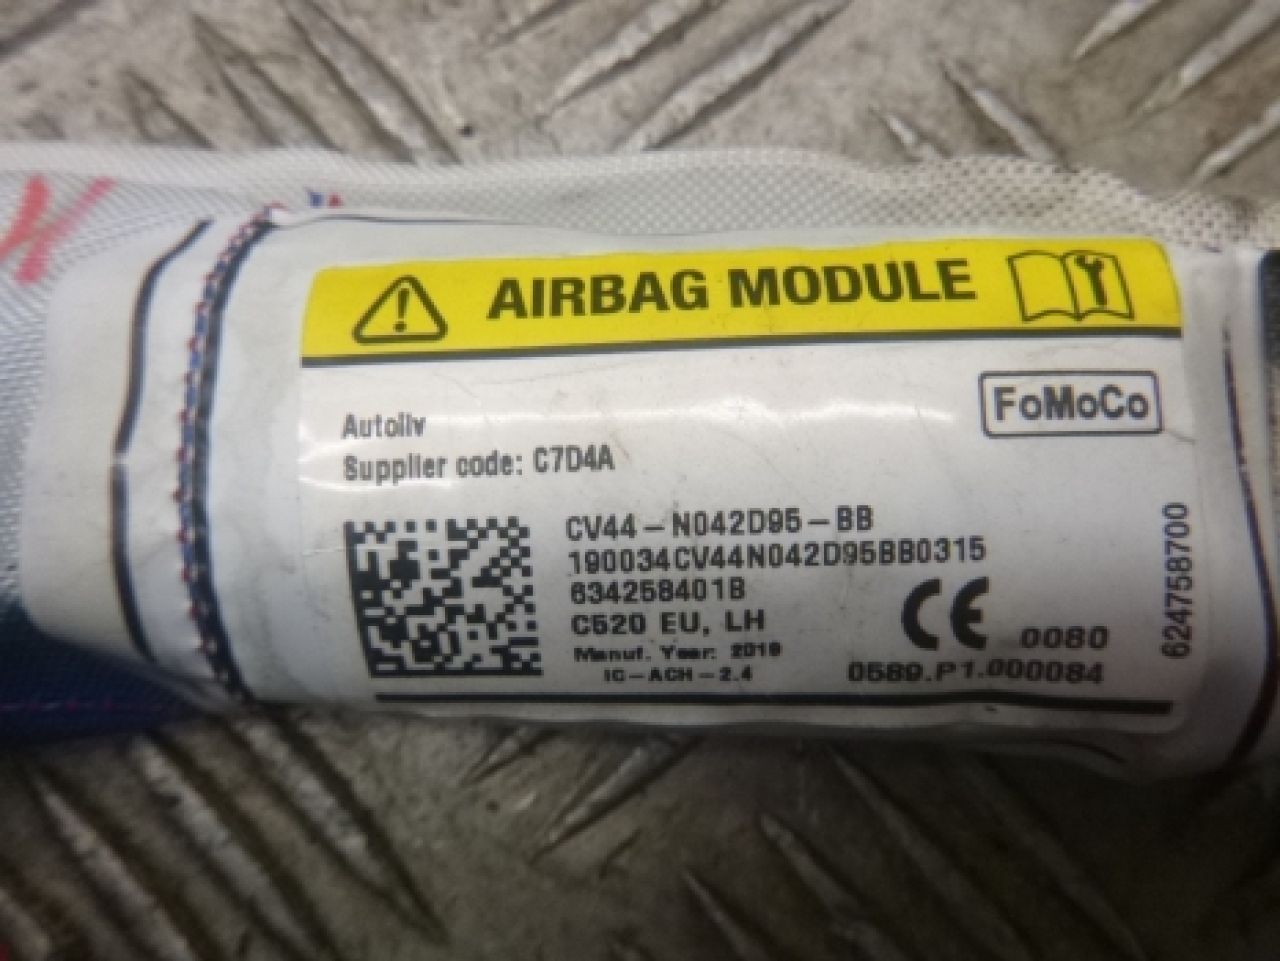 AIRBAG MODULE
FoMoCo
Autoliv
Supplier code: C7D4A
CV44-N042D95-BB
190034CV44N042D95BB0315
634258401B
C520 EU, LH
Manuf. Year: 2019
IC-ACH-2.4
CE 0080
0589.P1.000084
624758700